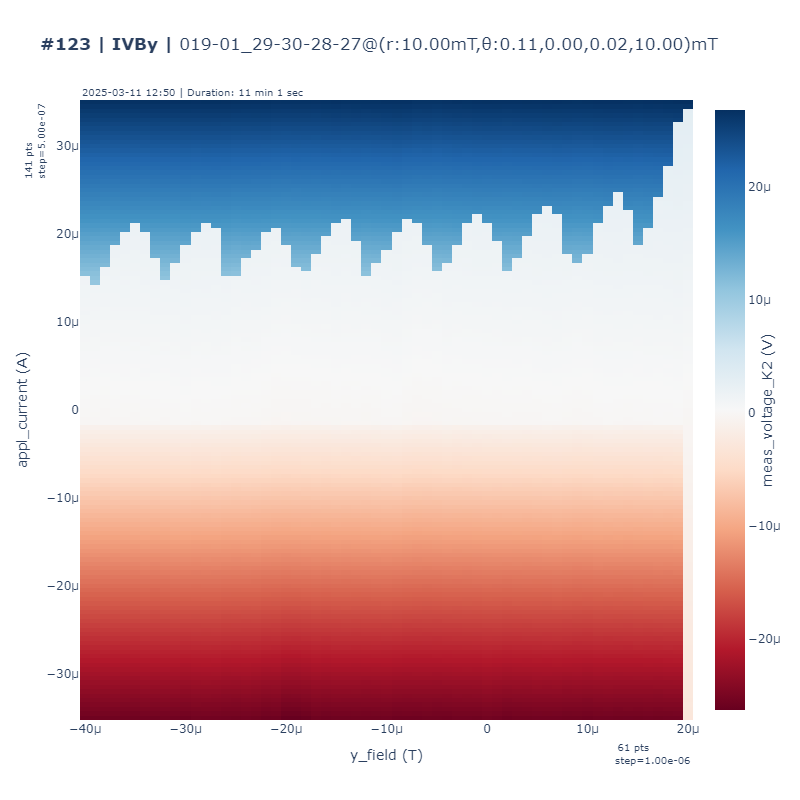 #123 | IVBy | 019-01_29-30-28-27@(r:10.00mT,θ:0.11,0.00,0.02,10.00)mT
2025-03-11 12:50 | Duration: 11 min 1 sec
141 pts
step=5.00e-07
30μ
20μ
10μ
0
−10μ
−20μ
−30μ
appl_current (A)
−40μ
−30μ
−20μ
−10μ
0
10μ
20μ
y_field (T)
61 pts
step=1.00e-06
20μ
10μ
0
−10μ
−20μ
meas_voltage_K2 (V)